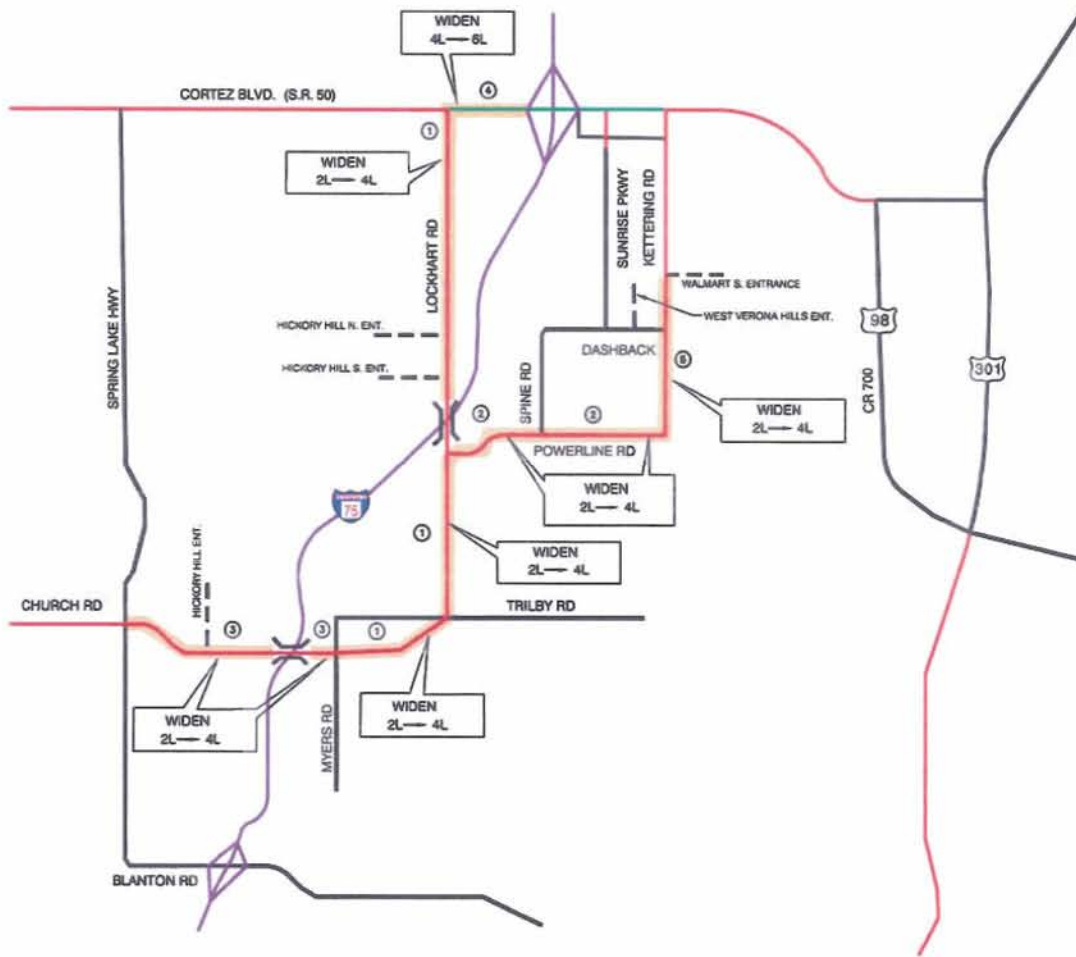 WIDEN
4L 6L
CORTEZ BLVD. (S.R. 50)
④
①
WIDEN
2L 4L
LOCKHART RD
SUNRISE PKWY
KETTERING RD
SPRING LAKE HWY
WALMART S. ENTRANCE
WEST VERONA HILLS ENT.
HICKORY HILL N. ENT.
98
DASHBACK
CR 700
301
HICKORY HILL S. ENT.
⑤
SPINE RD
WIDEN
2L 4L
②
②
POWERLINE RD
WIDEN
2L 4L
75
①
WIDEN
2L 4L
HICKORY HILL ENT.
CHURCH RD
TRILBY RD
③
③
①
WIDEN
2L 4L
WIDEN
2L 4L
MYERS RD
BLANTON RD